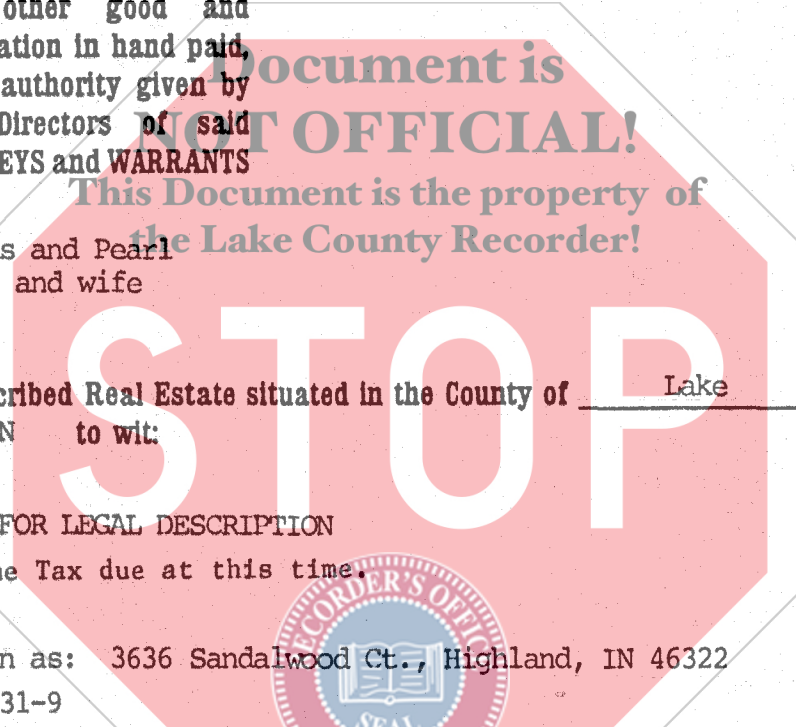 other good and
ation in hand paid,
authority given by
Directors of said
EYS and WARRANTS
Document is
NOT OFFICIAL!
This Document is the property of
the Lake County Recorder!
s and Pearl
and wife
cribed Real Estate situated in the County of Lake
N to wit:
STOP
FOR LEGAL DESCRIPTION
e Tax due at this time.
n as: 3636 Sandalwood Ct., Highland, IN 46322
31-9
RECORDER'S OFFIC
SEAL